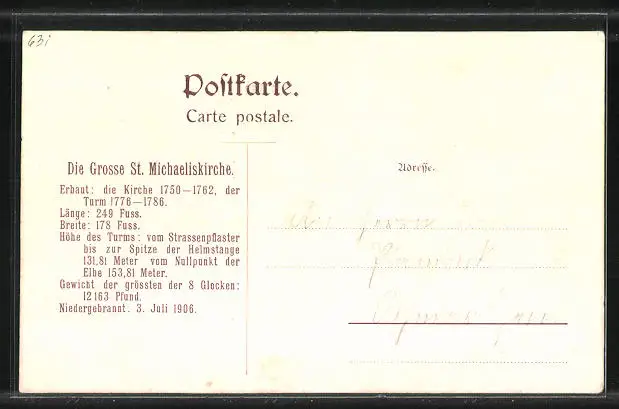 63i
Postkarte.
Carte postale.
Die Grosse St. Michaeliskirche.
Erbaut: die Kirche 1750—1762, der
Turm 1776—1786.
Länge: 249 Fuss.
Breite: 178 Fuss.
Höhe des Turms: vom Strassenpflaster
bis zur Spitze der Helmstange
131,81 Meter vom Nullpunkt der
Elbe 153,81 Meter.
Gewicht der grössten der 8 Glocken:
12163 Pfund.
Niedergebrannt: 3. Juli 1906.
Adresse.